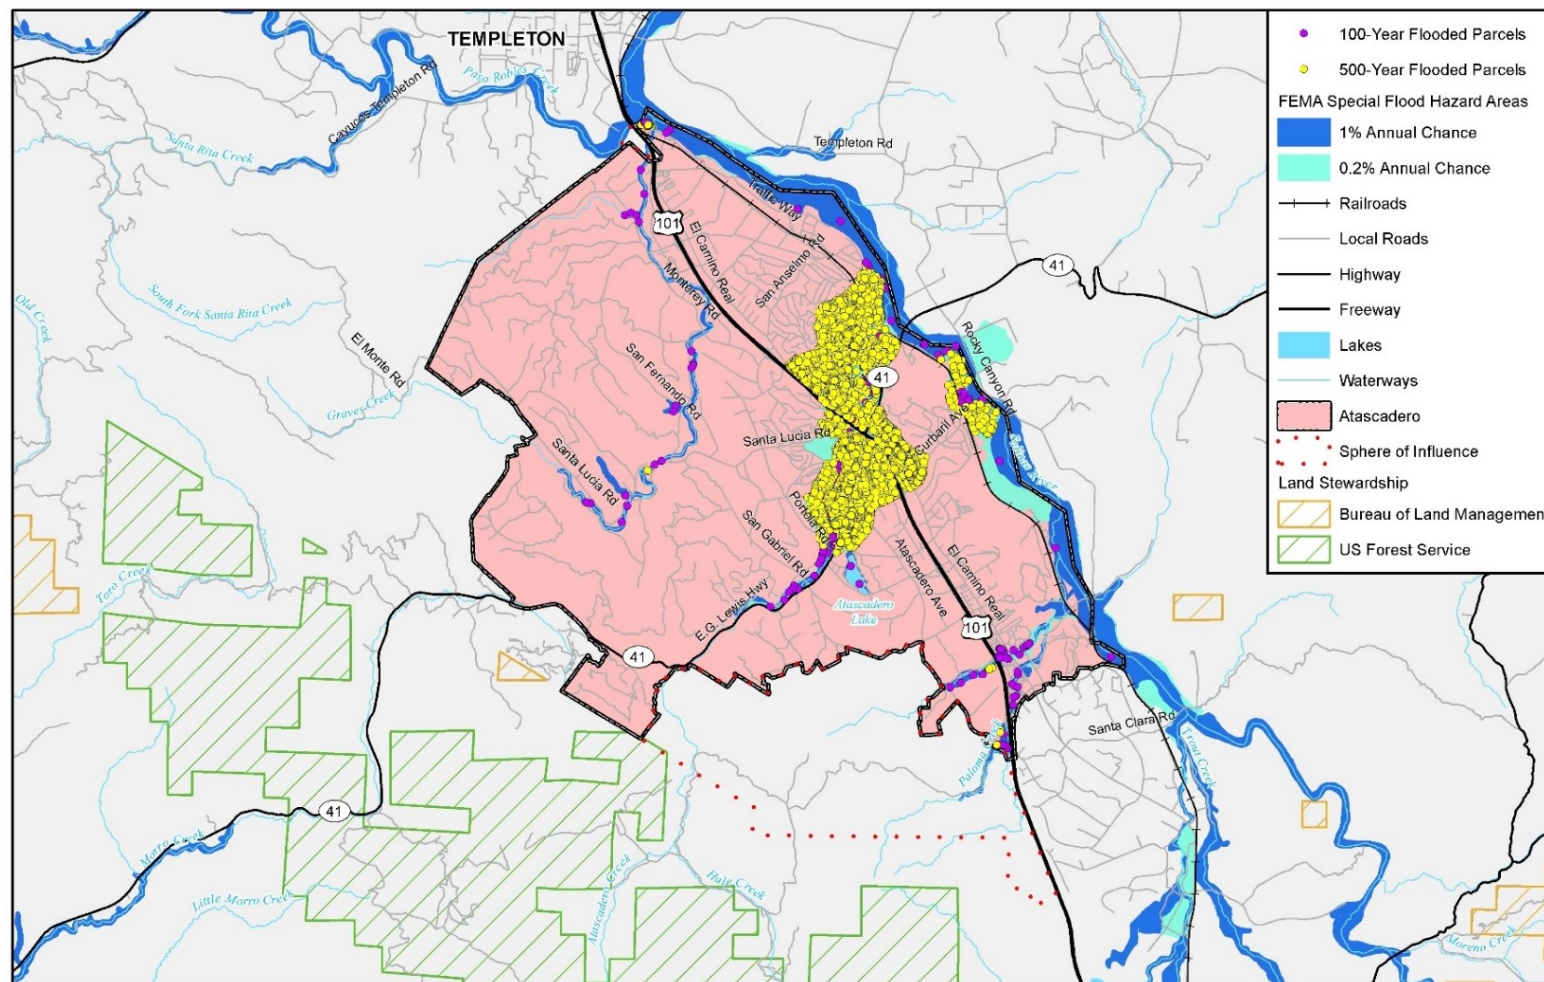 TEMPLETON
Paso Robles Creek
Cayucos Templeton Rd
Santa Rita Creek
Templeton Rd
Traffic Way
101
El Camino Real
San Anselmo Rd
Monterey Rd
41
Old Creek
South Fork Santa Rita Creek
El Monte Rd
Graves Creek
San Fernando Rd
Rocky Canyon Rd
41
Santa Lucia Rd
Curbaril Ave
Santa Lucia Rd
Salinas River
Portola Rd
San Gabriel Rd
Atascadero Ave
El Camino Real
Toro Creek
E.G. Lewis Hwy
Atascadero
Lake
101
41
Santa Clara Rd
Trout Creek
Paloma Creek
41
Morro Creek
Little Morro Creek
Atascadero Creek
Hale Creek
Moreno Creek
100-Year Flooded Parcels
500-Year Flooded Parcels
FEMA Special Flood Hazard Areas
1% Annual Chance
0.2% Annual Chance
Railroads
Local Roads
Highway
Freeway
Lakes
Waterways
Atascadero
Sphere of Influence
Land Stewardship
Bureau of Land Management
US Forest Service